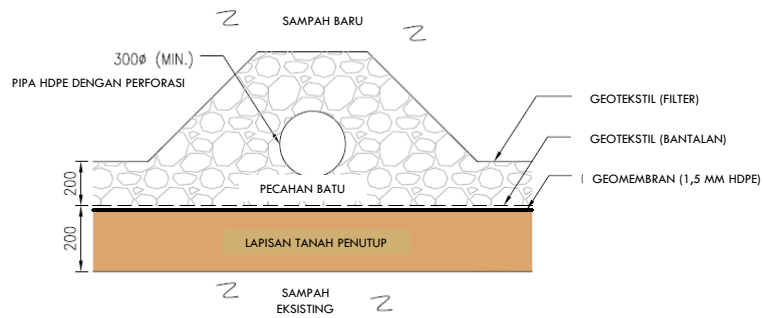 SAMPAH BARU
300ø (MIN.)
PIPA HDPE DENGAN PERFORASI
GEOTEKSTIL (FILTER)
GEOTEKSTIL (BANTALAN)
200
PECAHAN BATU
( GEOMEMBRAN (1,5 MM HDPE)
200
LAPISAN TANAH PENUTUP
SAMPAH
EKSISTING